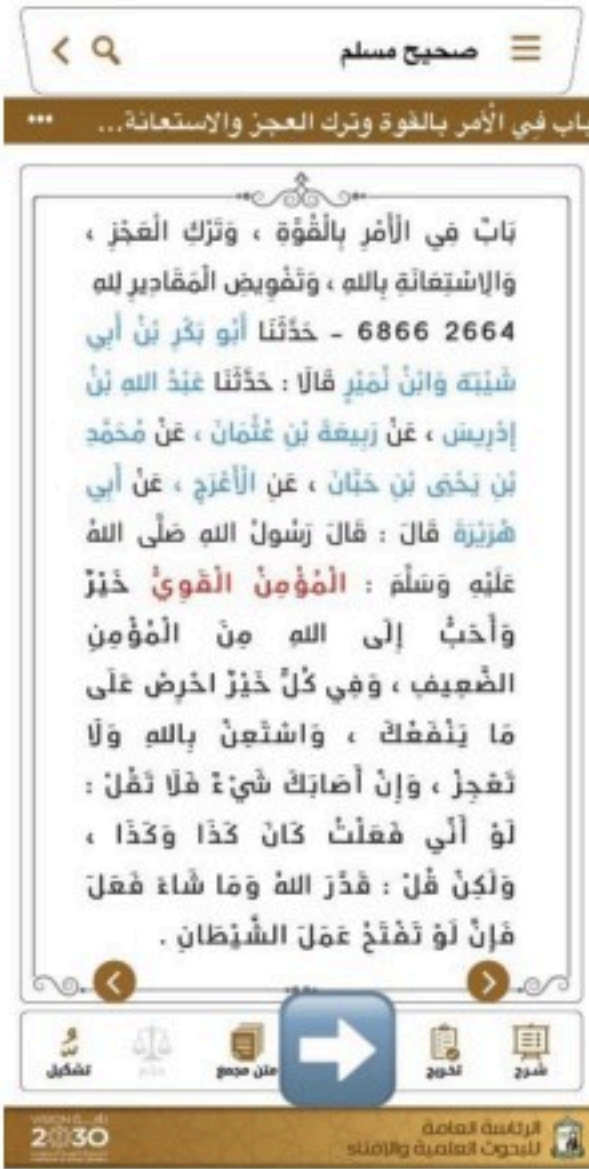 صحيح مسلم
باب في الأمر بالقوة وترك العجز والاستعانة...
بَابٌ فِي الْأَمْرِ بِالْقُوَّةِ ، وَتَرْكِ الْعَجْزِ ،
وَالِاسْتِعَانَةِ بِاللهِ ، وَتَفْوِيضِ الْمَقَادِيرِ لِلهِ
2664 6866 - حَدَّثَنَا أَبُو بَكْرِ بْنُ أَبِي
شَيْبَةَ وَابْنُ نُمَيْرٍ قَالَا : حَدَّثَنَا عَبْدُ اللهِ بْنُ
إِدْرِيسَ ، عَنْ رَبِيعَةَ بْنِ عُثْمَانَ ، عَنْ مُحَمَّدِ
بْنِ يَحْيَى بْنِ حَبَّانَ ، عَنِ الْأَعْرَجِ ، عَنْ أَبِي
هُرَيْرَةَ قَالَ : قَالَ رَسُولُ اللهِ صَلَّى اللهُ
عَلَيْهِ وَسَلَّمَ : الْمُؤْمِنُ الْقَوِيُّ خَيْرٌ
وَأَحَبُّ إِلَى اللهِ مِنَ الْمُؤْمِنِ
الضَّعِيفِ ، وَفِي كُلٍّ خَيْرٌ احْرِصْ عَلَى
مَا يَنْفَعُكَ ، وَاسْتَعِنْ بِاللهِ وَلَا
تَعْجِزْ ، وَإِنْ أَصَابَكَ شَيْءٌ فَلَا تَقُلْ :
لَوْ أَنِّي فَعَلْتُ كَانَ كَذَا وَكَذَا ،
وَلَكِنْ قُلْ : قَدَّرَ اللهُ وَمَا شَاءَ فَعَلَ
فَإِنَّ لَوْ تَفْتَحُ عَمَلَ الشَّيْطَانِ .
شرح
تخريج
متن مجمع
حكم
تشكيل
الرئاسة العامة
للبحوث العلمية والإفتاء
VISION رؤية
2030